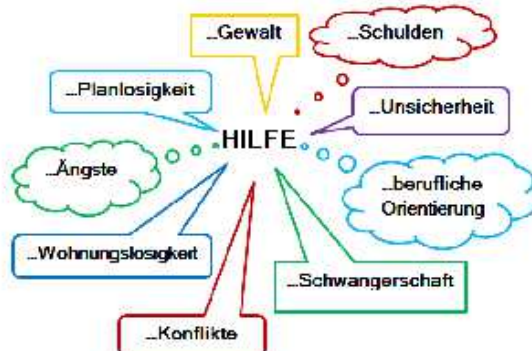 ...Gewalt
...Schulden
...Planlosigkeit
...Unsicherheit
HILFE
...Ängste
...berufliche
Orientierung
...Wohnungslosigkeit
...Schwangerschaft
...Konflikte